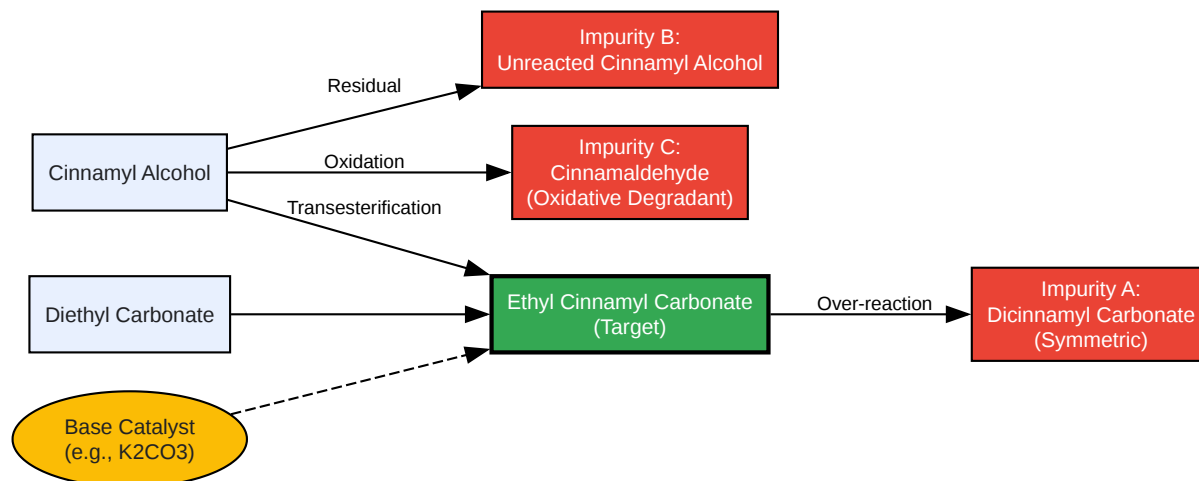 Impurity B:
Unreacted Cinnamyl Alcohol
Residual
Cinnamyl Alcohol
Oxidation
Impurity C:
Cinnamaldehyde
(Oxidative Degradant)
Transesterification
Diethyl Carbonate
Ethyl Cinnamyl Carbonate
(Target)
Over-reaction
Impurity A:
Dicinnamyl Carbonate
(Symmetric)
Base Catalyst
(e.g., K2CO3)